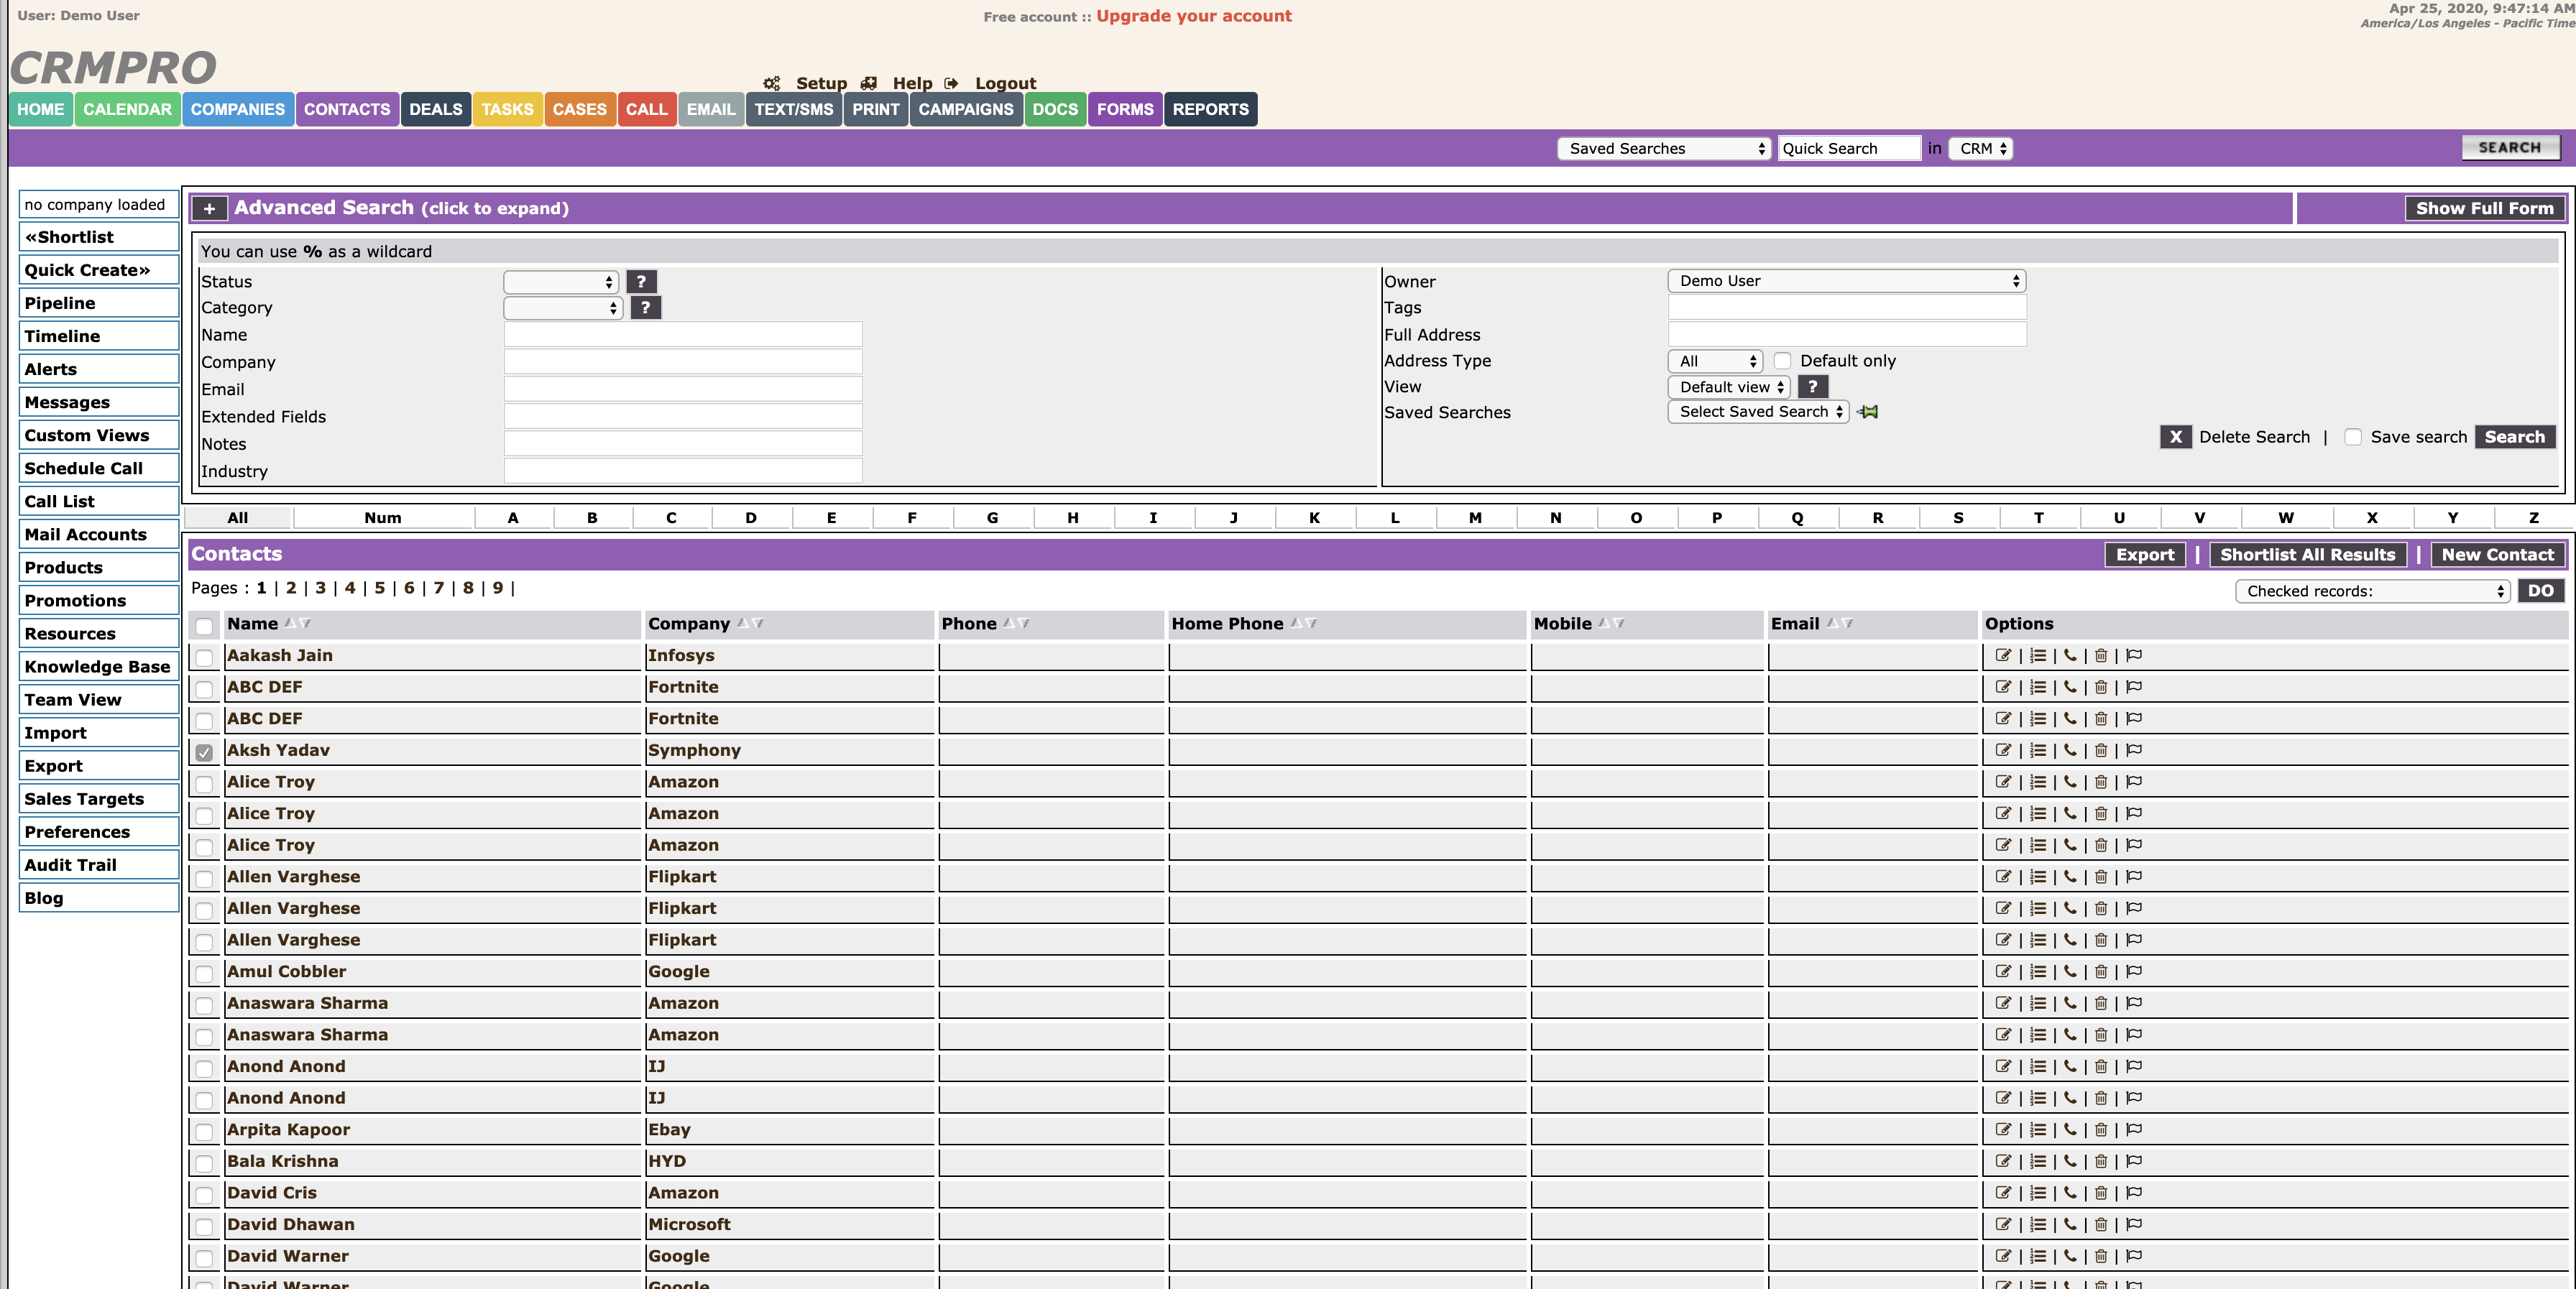 User: Demo User
Free account :: Upgrade your account
Apr 25, 2020, 9:47:14 AM
America/Los Angeles - Pacific Time
CRMPRO
Setup Help Logout
HOME CALENDAR COMPANIES CONTACTS DEALS TASKS CASES CALL EMAIL TEXT/SMS PRINT CAMPAIGNS DOCS FORMS REPORTS
Saved Searches Quick Search in CRM SEARCH
no company loaded
«Shortlist
Quick Create»
Pipeline
Timeline
Alerts
Messages
Custom Views
Schedule Call
Call List
Mail Accounts
Products
Promotions
Resources
Knowledge Base
Team View
Import
Export
Sales Targets
Preferences
Audit Trail
Blog
+ Advanced Search (click to expand) Show Full Form
You can use % as a wildcard
Status ?
Category ?
Name
Company
Email
Extended Fields
Notes
Industry
Owner Demo User
Tags
Full Address
Address Type All Default only
View Default view ?
Saved Searches Select Saved Search
X Delete Search | Save search Search
All Num A B C D E F G H I J K L M N O P Q R S T U V W X Y Z
Contacts Export | Shortlist All Results | New Contact
Pages : 1 | 2 | 3 | 4 | 5 | 6 | 7 | 8 | 9 |
Checked records: DO
Name Company Phone Home Phone Mobile Email Options
Aakash Jain Infosys | | | |
ABC DEF Fortnite | | | |
ABC DEF Fortnite | | | |
Aksh Yadav Symphony | | | |
Alice Troy Amazon | | | |
Alice Troy Amazon | | | |
Alice Troy Amazon | | | |
Allen Varghese Flipkart | | | |
Allen Varghese Flipkart | | | |
Allen Varghese Flipkart | | | |
Amul Cobbler Google | | | |
Anaswara Sharma Amazon | | | |
Anaswara Sharma Amazon | | | |
Anond Anond IJ | | | |
Anond Anond IJ | | | |
Arpita Kapoor Ebay | | | |
Bala Krishna HYD | | | |
David Cris Amazon | | | |
David Dhawan Microsoft | | | |
David Warner Google | | | |
David Warner Google | | | |